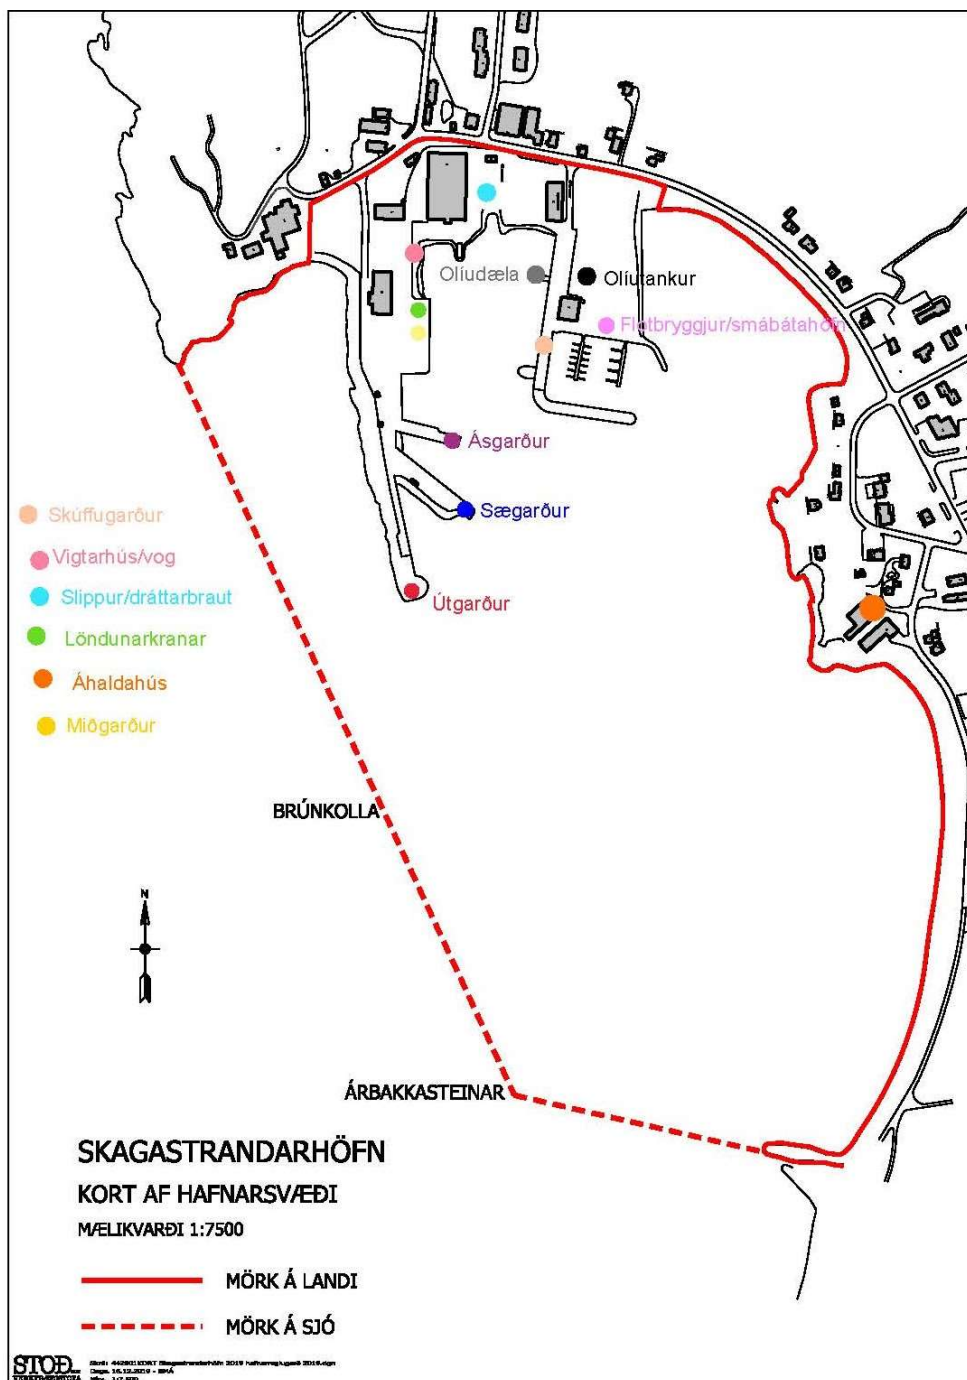 Olíudæla
Olíutankur
Flotbryggjur/smábátahöfn
Ásgarður
Sægarður
Útgarður
Skúffugarður
Vigtarhús/vog
Slippur/dráttarbraut
Löndunarkranar
Áhaldahús
Miðgarður
BRÚNKOLLA
N
ÁRBAKKASTEINAR
SKAGASTRANDARHÖFN
KORT AF HAFNARSVÆÐI
MÆLIKVARÐI 1:7500
MÖRK Á LANDI
MÖRK Á SJÓ
STOÐ
VERKFRÆÐISTOFA